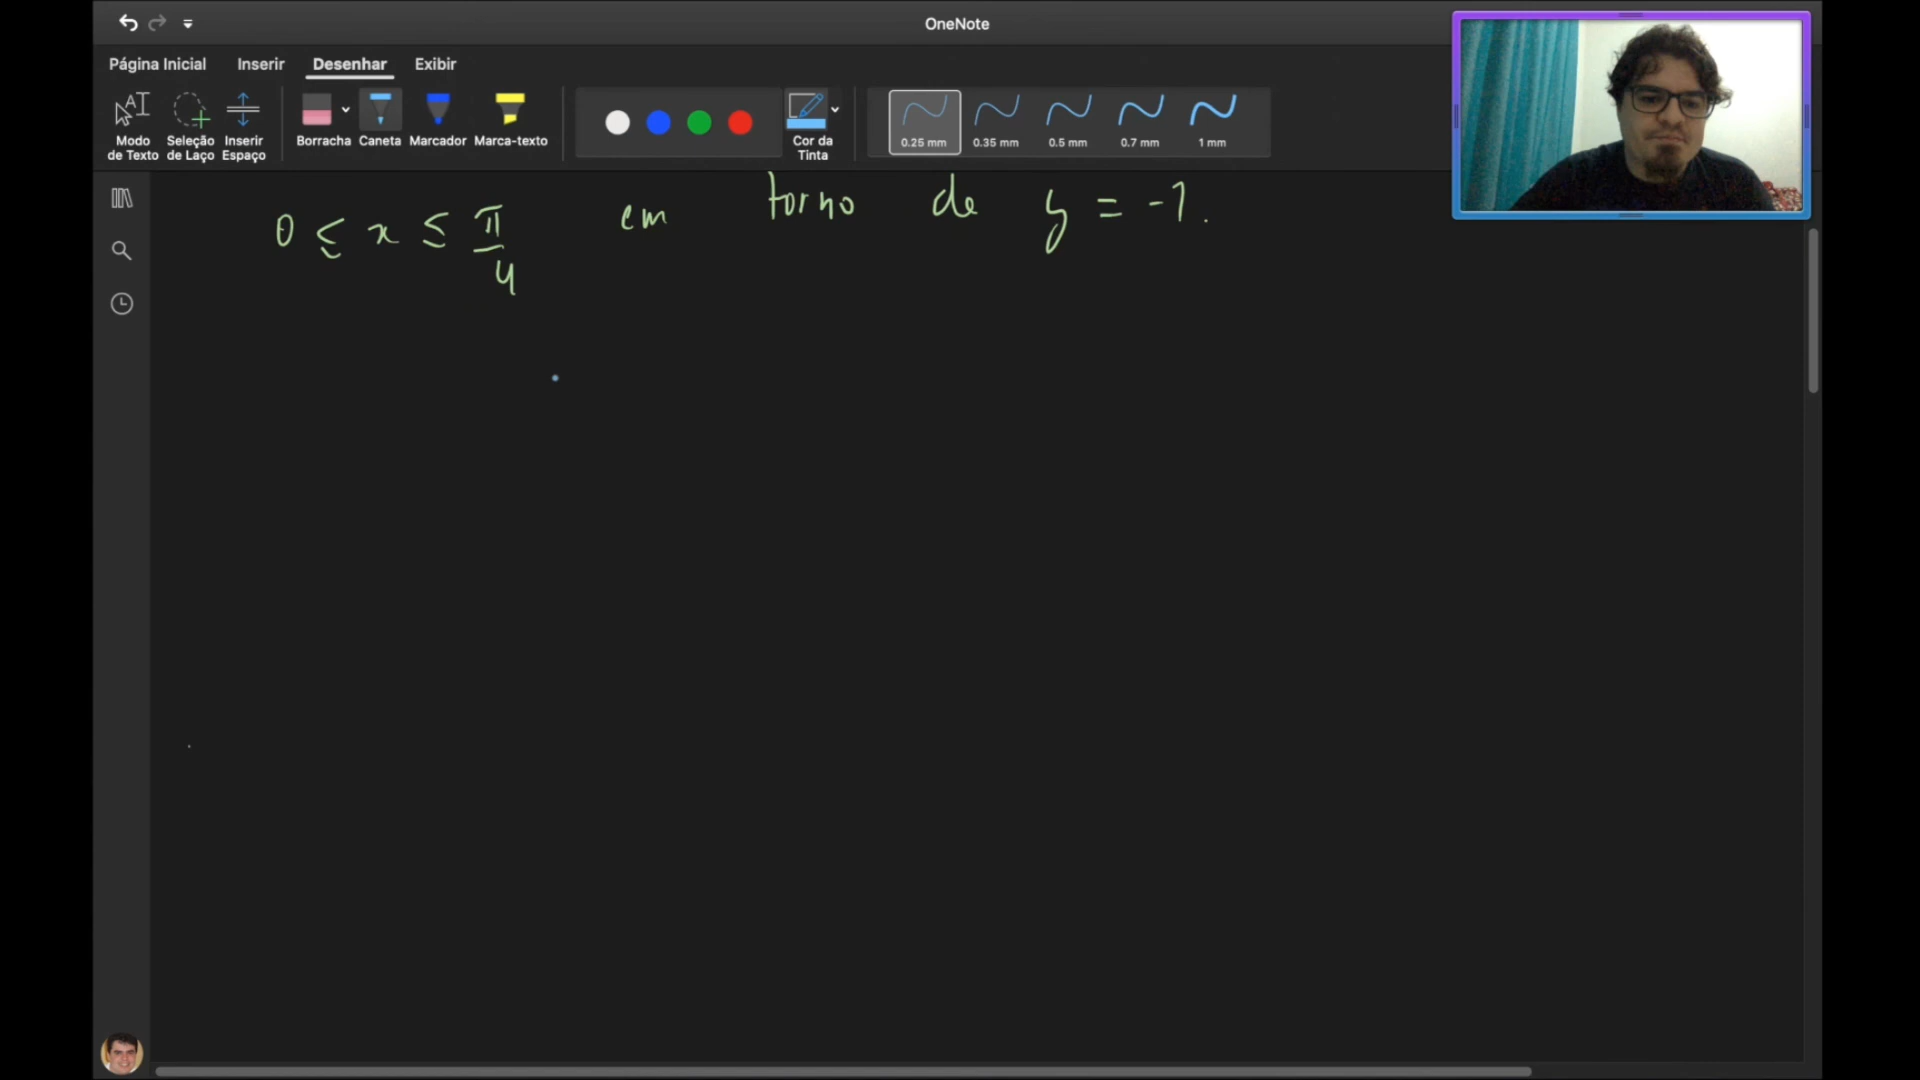 OneNote
Página Inicial Inserir Desenhar Exibir
Modo de Texto
Seleção de Laço
Inserir Espaço
Borracha
Caneta
Marcador
Marca-texto
Cor da Tinta
0.25 mm
0.35 mm
0.5 mm
0.7 mm
1 mm
0 ≤ x ≤ π/4 em torno de y = -1.